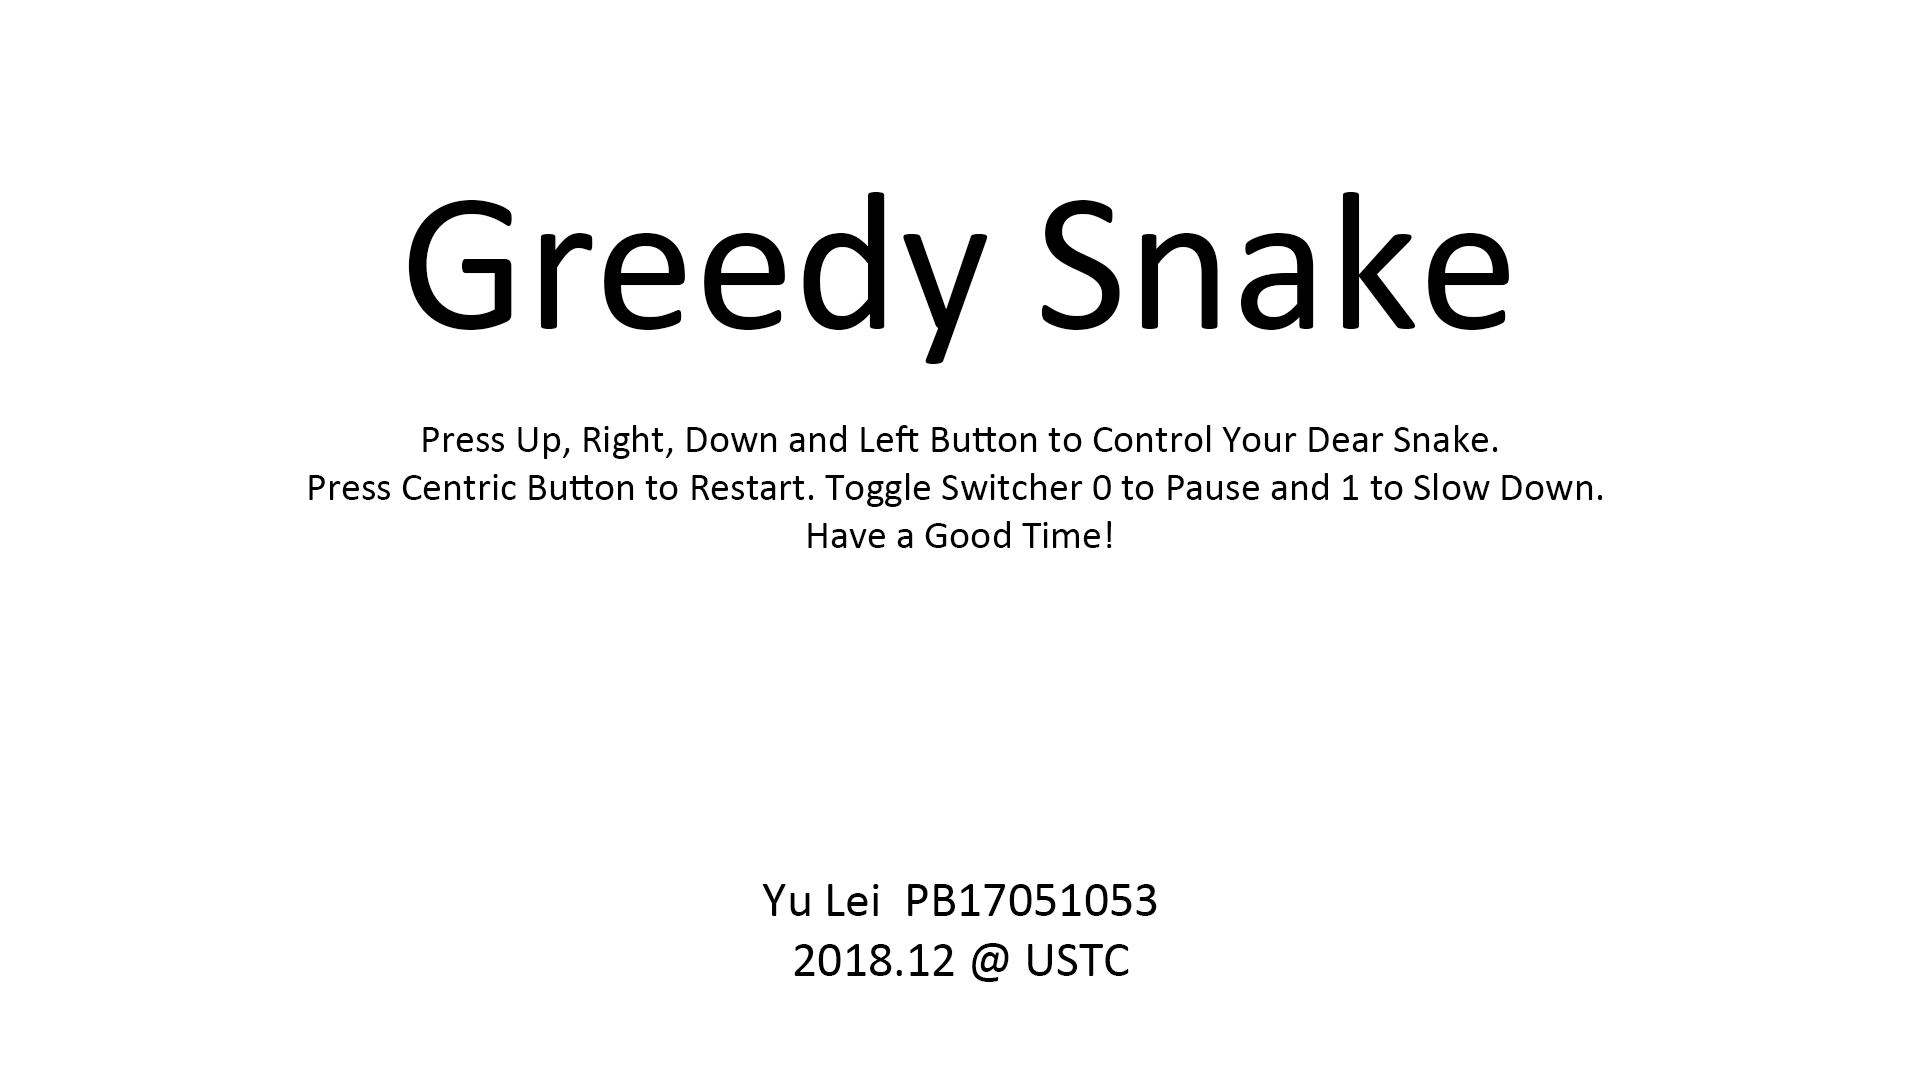 Greedy Snake
Press Up, Right, Down and Left Button to Control Your Dear Snake.
Press Centric Button to Restart. Toggle Switcher 0 to Pause and 1 to Slow Down.
Have a Good Time!
Yu Lei  PB17051053
2018.12 @ USTC